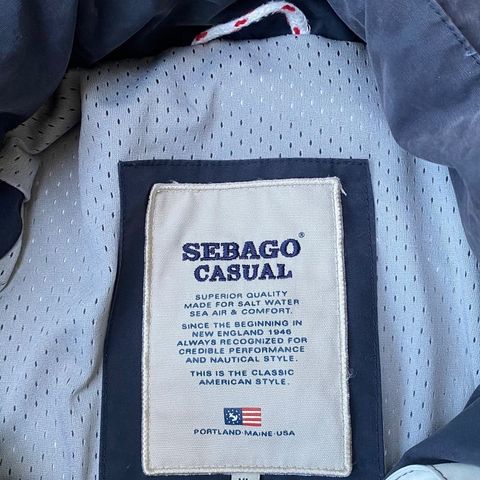 SEBAGO®
CASUAL
SUPERIOR QUALITY
MADE FOR SALT WATER
SEA AIR & COMFORT.
SINCE THE BEGINNING IN
NEW ENGLAND 1946
ALWAYS RECOGNIZED FOR
CREDIBLE PERFORMANCE
AND NAUTICAL STYLE.
THIS IS THE CLASSIC
AMERICAN STYLE.
PORTLAND·MAINE·USA